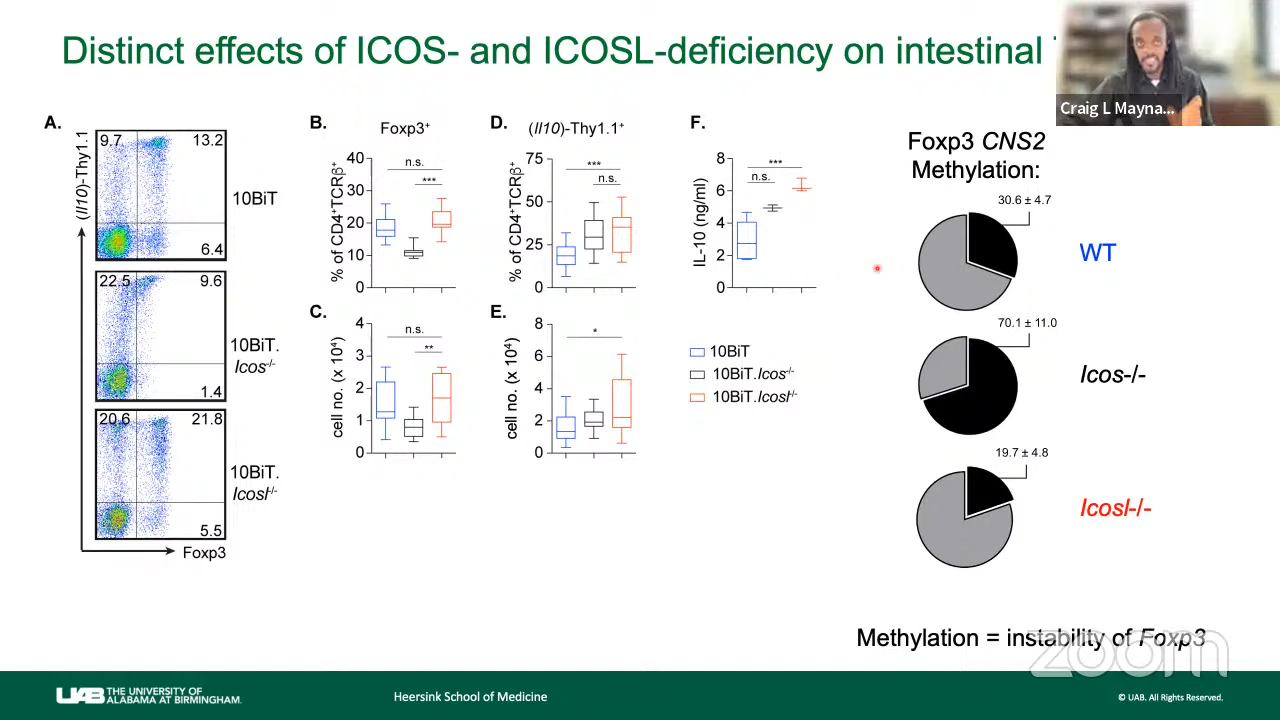 Distinct effects of ICOS- and ICOSL-deficiency on intestinal
Craig L Mayna...
A.
(Il10)-Thy1.1
9.7
13.2
6.4
10BiT
22.5
9.6
1.4
10BiT.
Icos-/-
20.6
21.8
5.5
10BiT.
Icosl-/-
Foxp3
B.
Foxp3+
% of CD4+TCRβ+
40
30
20
10
0
n.s.
***
C.
cell no. (x 10⁴)
4
3
2
1
0
n.s.
**
D.
(Il10)-Thy1.1+
% of CD4+TCRβ+
75
50
25
0
***
n.s.
E.
cell no. (x 10⁴)
8
6
4
2
0
*
F.
IL-10 (ng/ml)
8
6
4
2
0
***
n.s.
10BiT
10BiT.Icos-/-
10BiT.Icosl-/-
Foxp3 CNS2
Methylation:
30.6 ± 4.7
WT
70.1 ± 11.0
Icos-/-
19.7 ± 4.8
Icosl-/-
Methylation = instability of Foxp3
zoom
UAB THE UNIVERSITY OF
ALABAMA AT BIRMINGHAM.
Heersink School of Medicine
© UAB. All Rights Reserved.